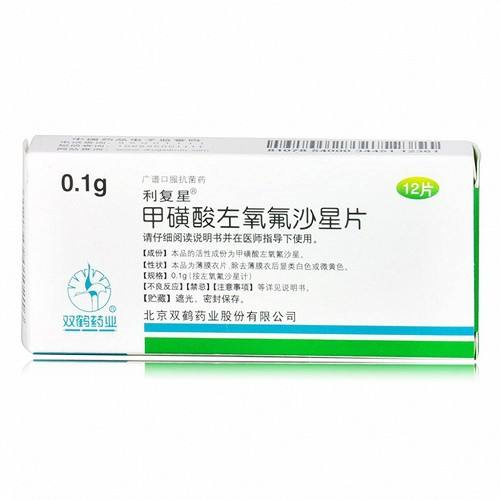 84078 54000 34451 12361
0.1g
广谱口服抗菌药
利复星®
甲磺酸左氧氟沙星片
12片
请仔细阅读说明书并在医师指导下使用。
【成份】本品的活性成份为甲磺酸左氧氟沙星。
【性状】本品为薄膜衣片,除去薄膜衣后显类白色或微黄色。
【规格】0.1g(按左氧氟沙星计)
【不良反应】【禁忌】【注意事项】等详见说明书。
【贮藏】遮光,密封保存。
双鹤药业
北京双鹤药业股份有限公司